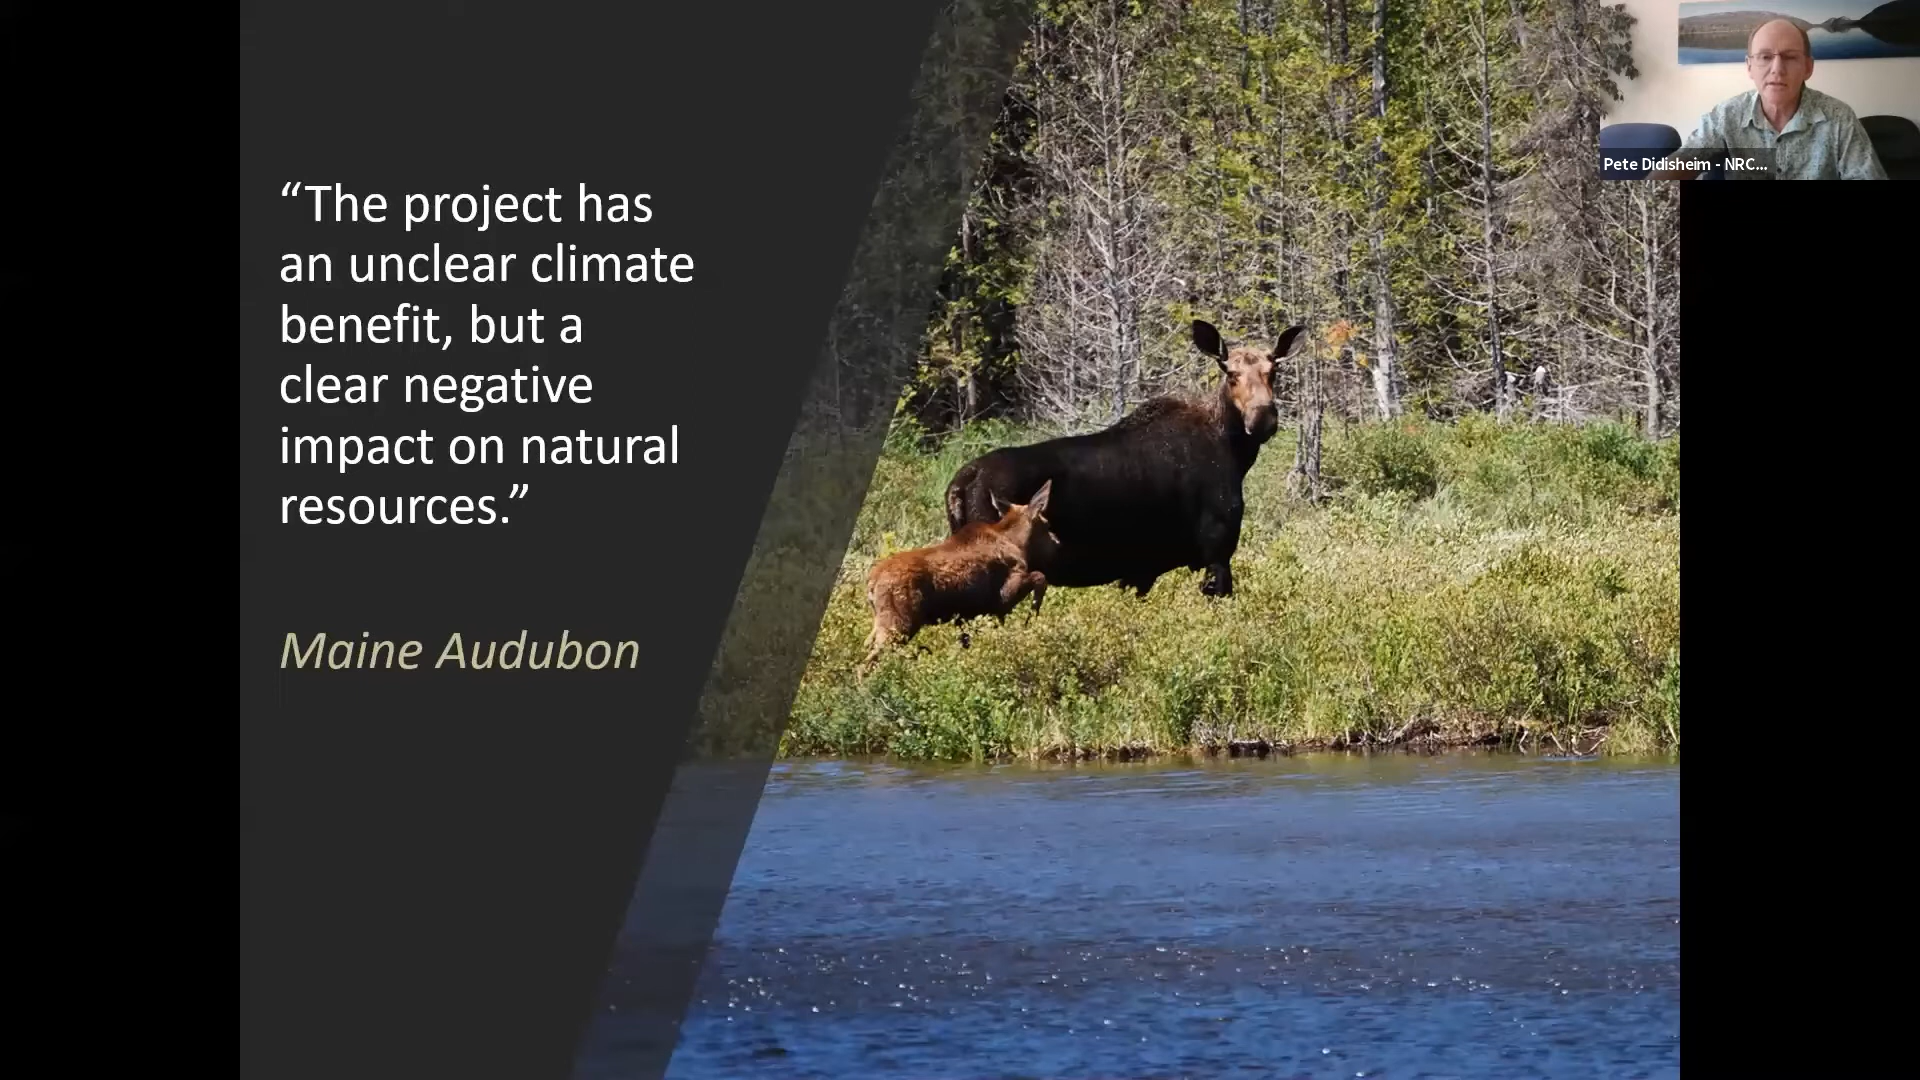 “The project has
an unclear climate
benefit, but a
clear negative
impact on natural
resources.”
Maine Audubon
Pete Didisheim - NRC...